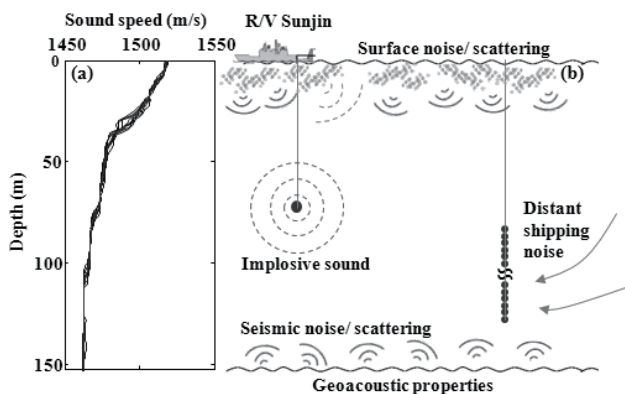 Sound speed (m/s)
1450 1500 1550
R/V Sunjin
Surface noise/ scattering
0
(a)
(b)
50
Depth (m)
Distant
shipping
noise
Implosive sound
100
Seismic noise/ scattering
150
Geoacoustic properties